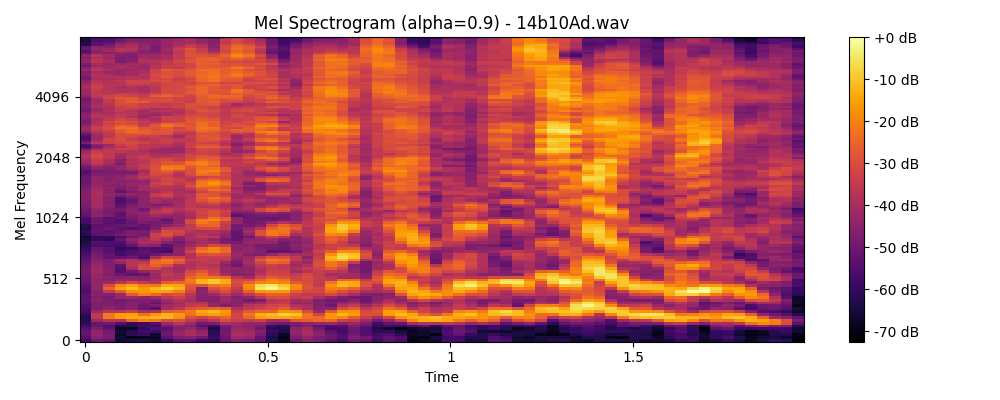 Mel Spectrogram (alpha=0.9) - 14b10Ad.wav
Mel Frequency
4096
2048
1024
512
0
0
0.5
1
1.5
Time
+0 dB
-10 dB
-20 dB
-30 dB
-40 dB
-50 dB
-60 dB
-70 dB